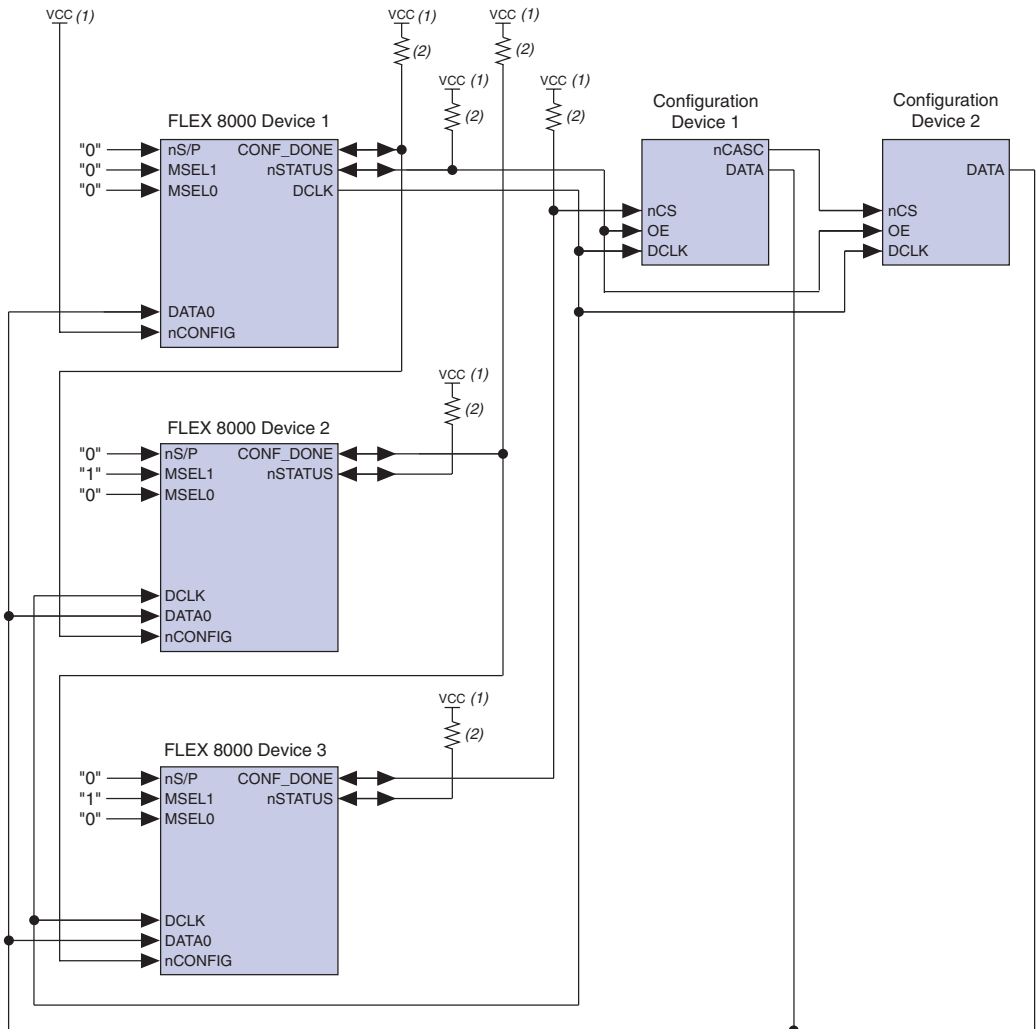 VCC (1)
VCC (1)
VCC (1)
(2)
(2)
VCC (1)
VCC (1)
(2)
(2)
FLEX 8000 Device 1
"0" nS/P CONF_DONE
"0" MSEL1 nSTATUS
"0" MSEL0 DCLK
DATA0
nCONFIG
Configuration
Device 1
nCASC
DATA
nCS
OE
DCLK
Configuration
Device 2
DATA
nCS
OE
DCLK
VCC (1)
(2)
FLEX 8000 Device 2
"0" nS/P CONF_DONE
"1" MSEL1 nSTATUS
"0" MSEL0
DCLK
DATA0
nCONFIG
VCC (1)
(2)
FLEX 8000 Device 3
"0" nS/P CONF_DONE
"1" MSEL1 nSTATUS
"0" MSEL0
DCLK
DATA0
nCONFIG